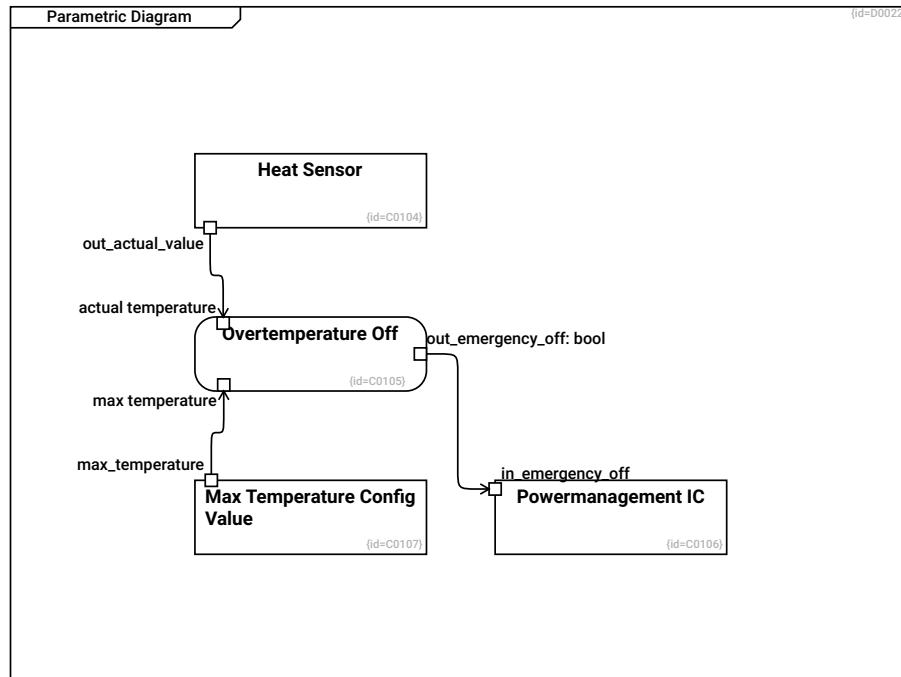 Parametric Diagram
{id=D0022
Heat Sensor
{id=C0104}
out_actual_value
actual temperature
Overtemperature Off
out_emergency_off: bool
{id=C0105}
max temperature
max_temperature
in_emergency_off
Max Temperature Config
Value
Powermanagement IC
{id=C0107}
{id=C0106}